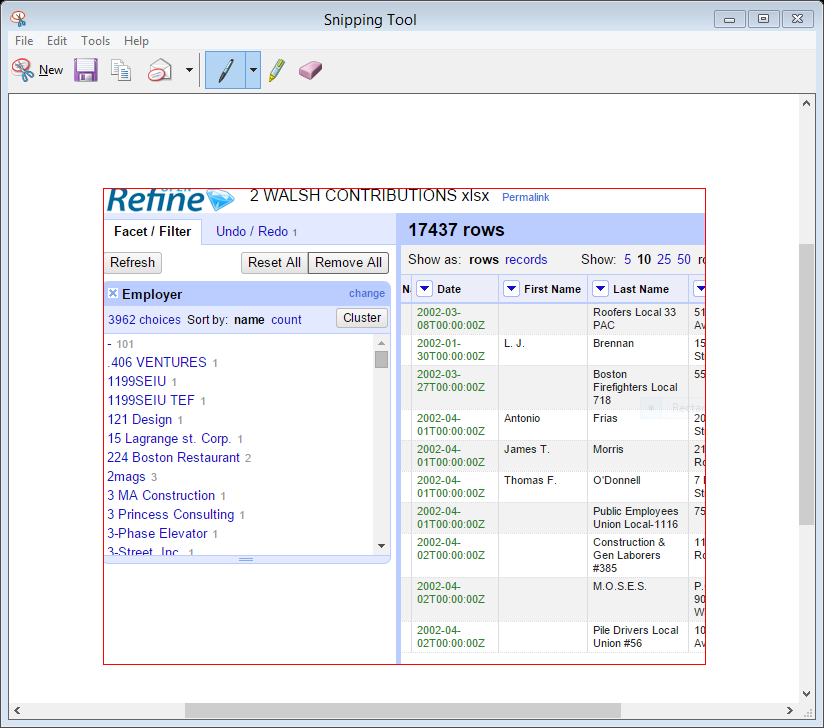 Snipping Tool
File Edit Tools Help
New
Refine 2 WALSH CONTRIBUTIONS xlsx Permalink
Facet / Filter Undo / Redo 1
17437 rows
Refresh Reset All Remove All
Show as: rows records Show: 5 10 25 50
Employer change
3962 choices Sort by: name count Cluster
- 101
.406 VENTURES 1
1199SEIU 1
1199SEIU TEF 1
121 Design 1
15 Lagrange st. Corp. 1
224 Boston Restaurant 2
2mags 3
3 MA Construction 1
3 Princess Consulting 1
3-Phase Elevator 1
3-Street, Inc. 1
Date First Name Last Name
2002-03-
08T00:00:00Z
Roofers Local 33
PAC
51
Av
2002-01-
30T00:00:00Z
L. J.
Brennan
15
St
2002-03-
27T00:00:00Z
Boston
Firefighters Local
718
55
2002-04-
01T00:00:00Z
Antonio
Frias
20
St
2002-04-
01T00:00:00Z
James T.
Morris
21
Ro
2002-04-
01T00:00:00Z
Thomas F.
O'Donnell
7
St
2002-04-
01T00:00:00Z
Public Employees
Union Local-1116
75
2002-04-
02T00:00:00Z
Construction &
Gen Laborers
#385
11
Ro
2002-04-
02T00:00:00Z
M.O.S.E.S.
P.
90
W
2002-04-
02T00:00:00Z
Pile Drivers Local
Union #56
10
Av